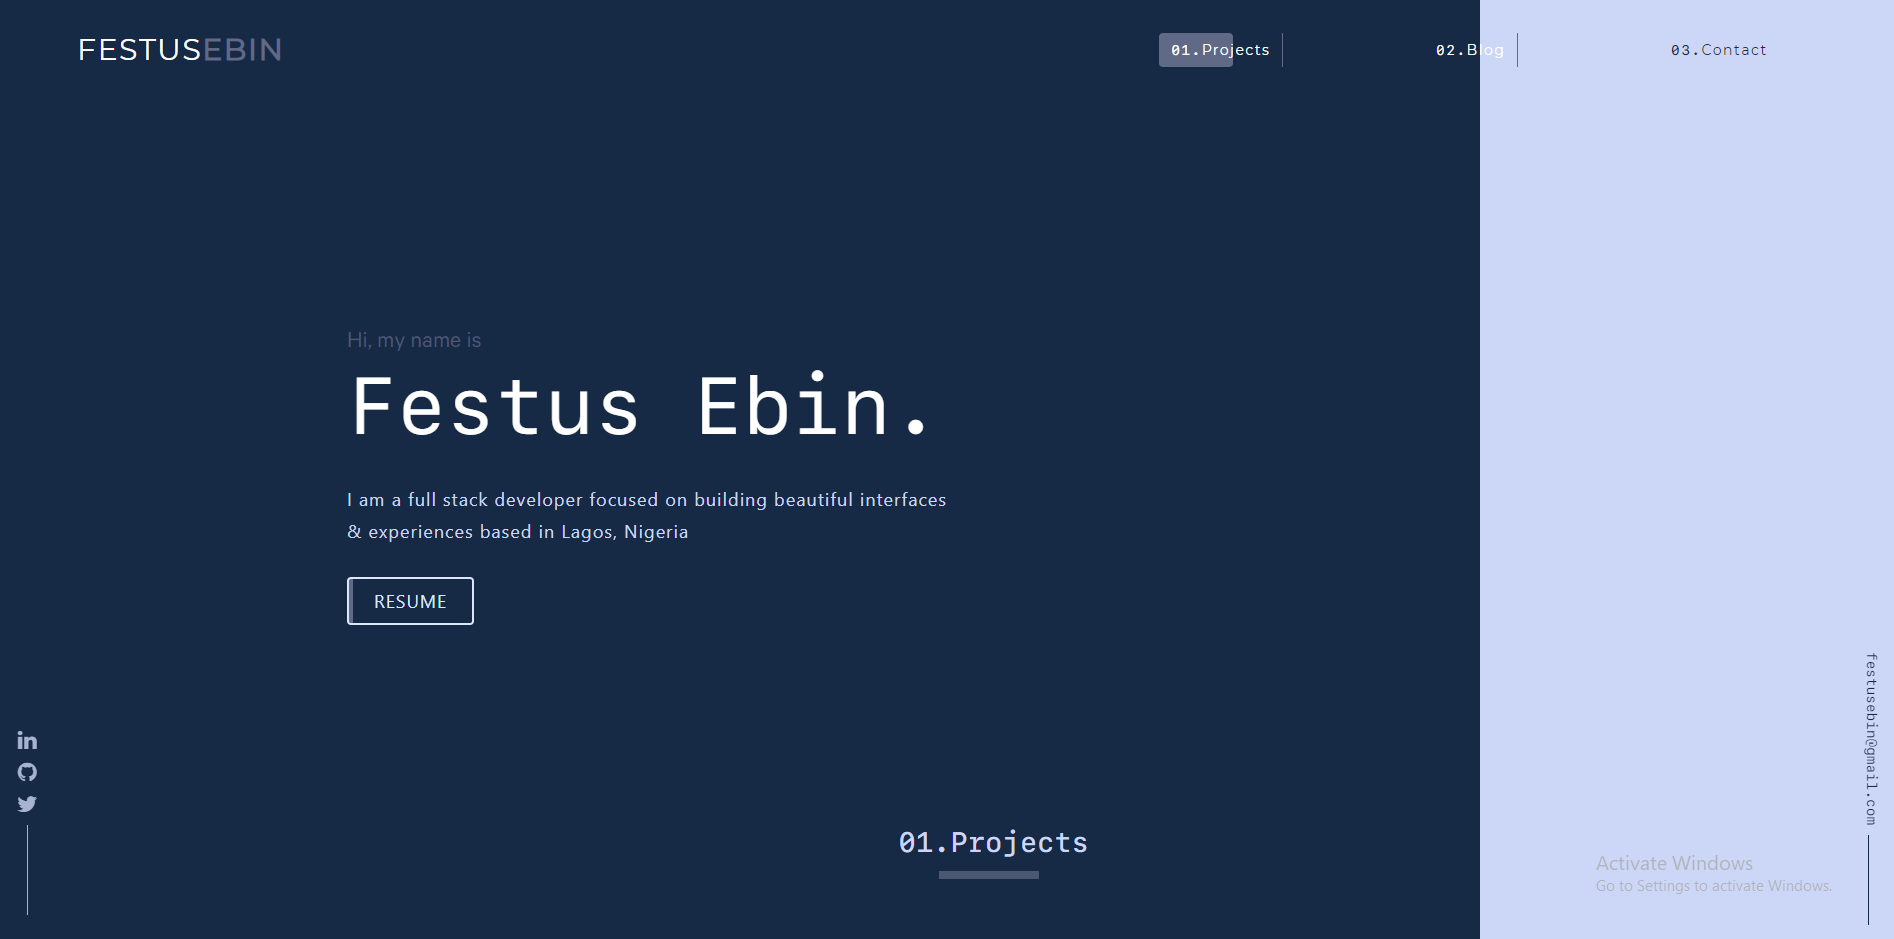 FESTUSEBIN
01.Projects
02.Blog
03.Contact
Hi, my name is
Festus Ebin.
I am a full stack developer focused on building beautiful interfaces
& experiences based in Lagos, Nigeria
RESUME
in
festusebin@gmail.com
01.Projects
Activate Windows
Go to Settings to activate Windows.